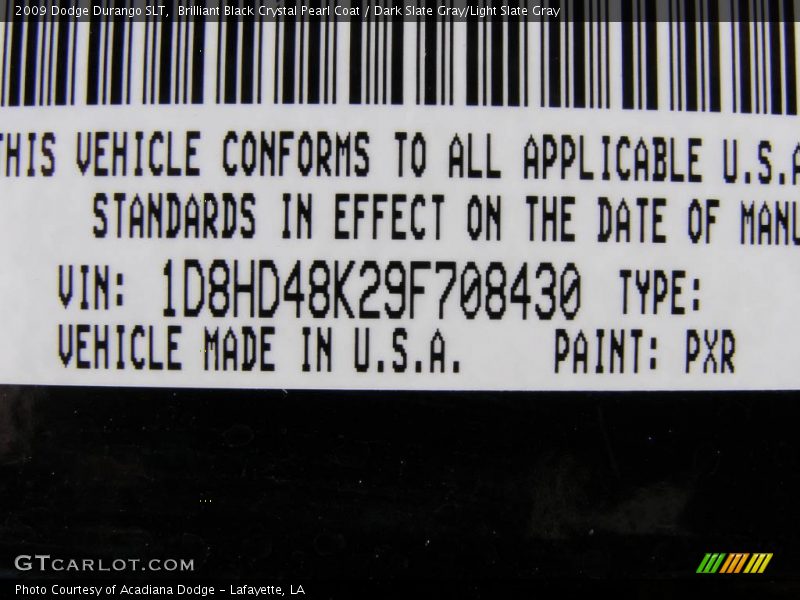 2009 Dodge Durango SLT, Brilliant Black Crystal Pearl Coat / Dark Slate Gray/Light Slate Gray
THIS VEHICLE CONFORMS TO ALL APPLICABLE U.S.A
STANDARDS IN EFFECT ON THE DATE OF MANU
VIN: 1D8HD48K29F708430 TYPE:
VEHICLE MADE IN U.S.A. PAINT: PXR
GTCARLOT.COM
Photo Courtesy of Acadiana Dodge - Lafayette, LA